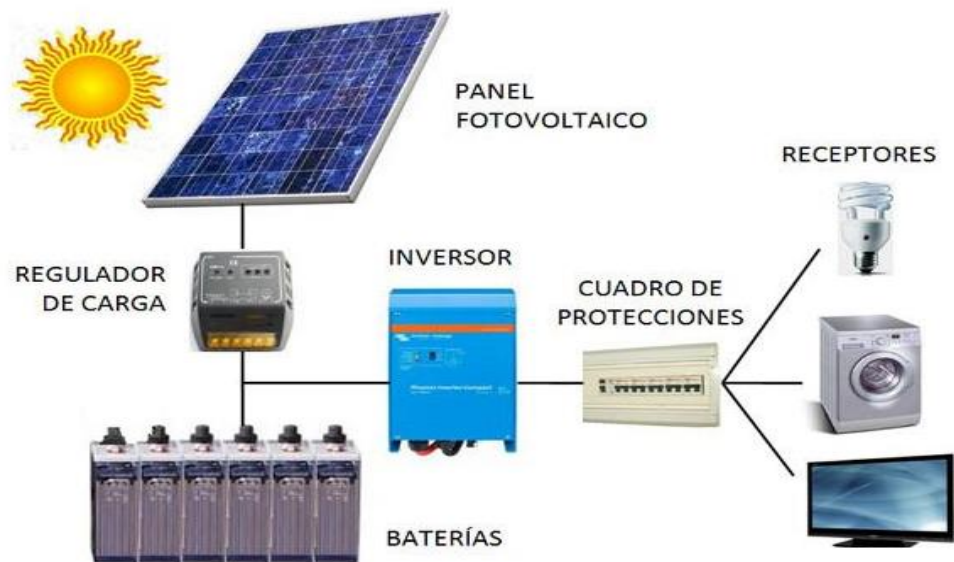 PANEL
FOTOVOLTAICO
RECEPTORES
REGULADOR
DE CARGA
INVERSOR
CUADRO DE
PROTECCIONES
BATERÍAS